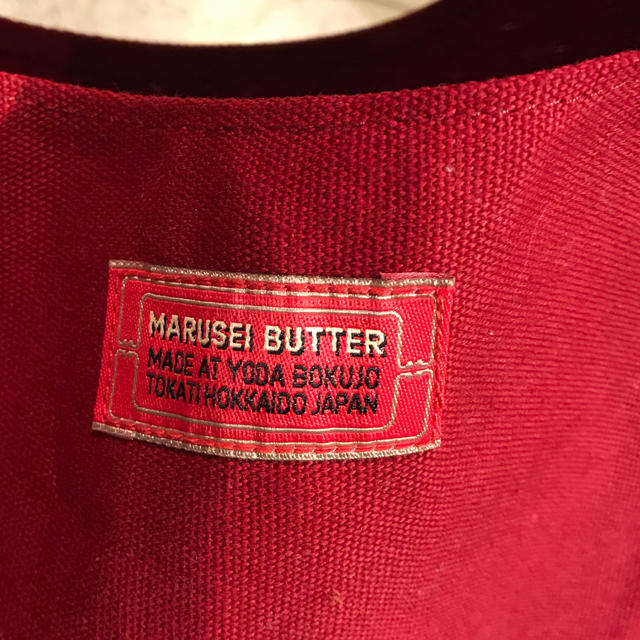 MARUSEI BUTTER
MADE AT YODA BOKUJO
TOKATI HOKKAIDO JAPAN